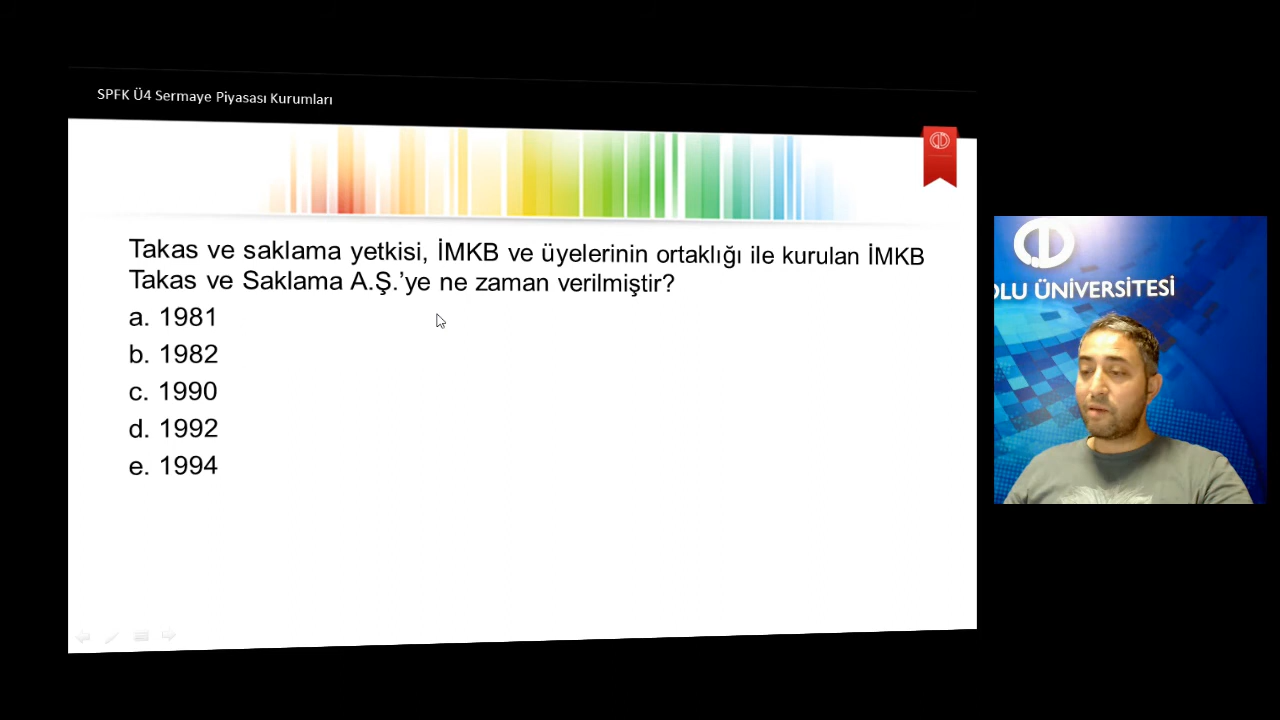 SPFK Ü4 Sermaye Piyasası Kurumları
Takas ve saklama yetkisi, İMKB ve üyelerinin ortaklığı ile kurulan İMKB
Takas ve Saklama A.Ş.’ye ne zaman verilmiştir?
a. 1981
b. 1982
c. 1990
d. 1992
e. 1994
OLU ÜNİVERSİTESİ